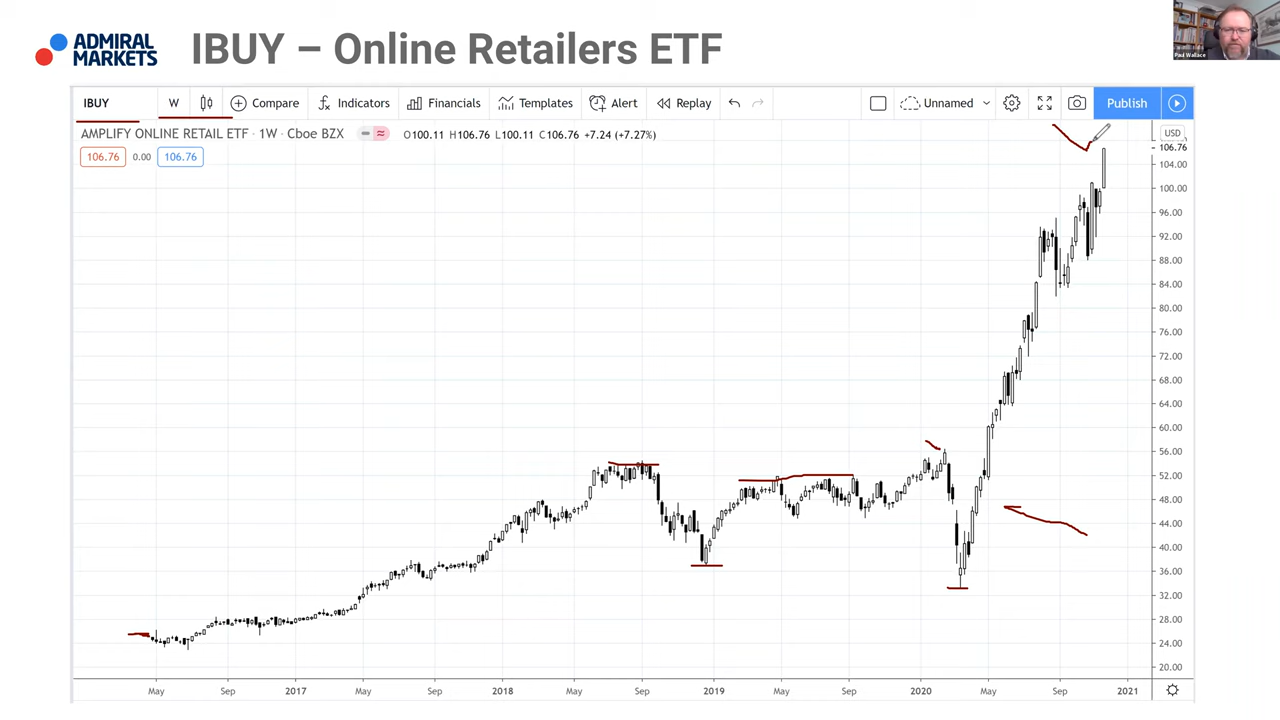 ADMIRAL
MARKETS
IBUY – Online Retailers ETF
Paul Wallace
IBUY W Compare Indicators Financials Templates Alert Replay Unnamed Publish
AMPLIFY ONLINE RETAIL ETF · 1W · Cboe BZX O100.11 H106.76 L100.11 C106.76 +7.24 (+7.27%)
106.76 0.00 106.76
USD
106.76
104.00
100.00
96.00
92.00
88.00
84.00
80.00
76.00
72.00
68.00
64.00
60.00
56.00
52.00
48.00
44.00
40.00
36.00
32.00
28.00
24.00
20.00
May Sep 2017 May Sep 2018 May Sep 2019 May Sep 2020 May Sep 2021